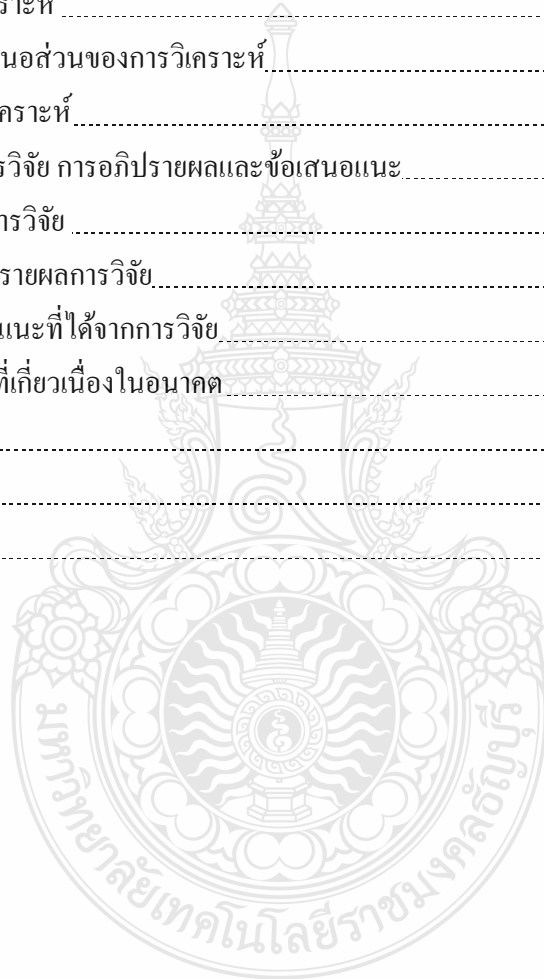 ราะห์
นอส่วนของการวิเคราะห์
คราะห์
รวิจัย การอภิปรายผลและข้อเสนอแนะ
ารวิจัย
รายผลการวิจัย
แนะที่ได้จากการวิจัย
ที่เกี่ยวเนื่องในอนาคต
มหาวิทยาลัยเทคโนโลยีราชมงคลธัญบุรี